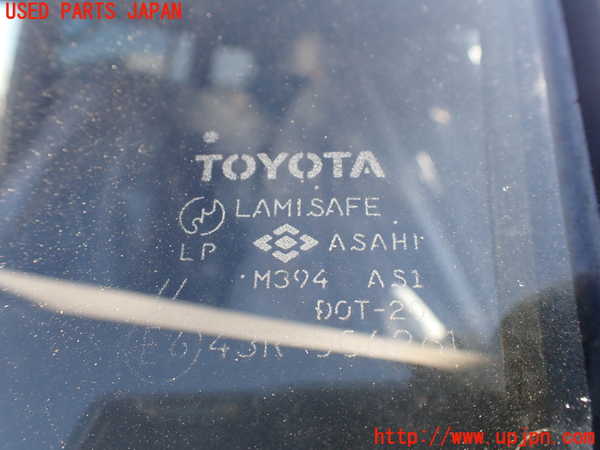 USED PARTS JAPAN
TOYOTA
LAMISAFE
LP
ASAHI
M394 AS1
http://www.upjpn.com